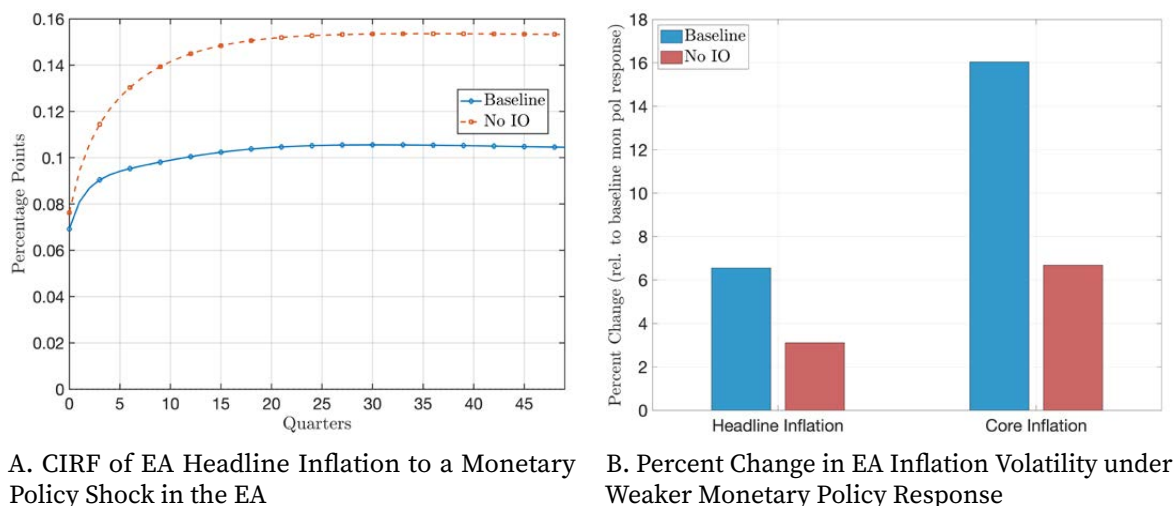 0.16
0.14
0.12
0.1
0.08
0.06
0.04
0.02
0
Percentage Points
Baseline
No IO
0 5 10 15 20 25 30 35 40 45
Quarters
A. CIRF of EA Headline Inflation to a Monetary
Policy Shock in the EA
18
16
14
12
10
8
6
4
2
0
Percent Change (rel. to baseline mon pol response)
Baseline
No IO
Headline Inflation Core Inflation
B. Percent Change in EA Inflation Volatility under
Weaker Monetary Policy Response